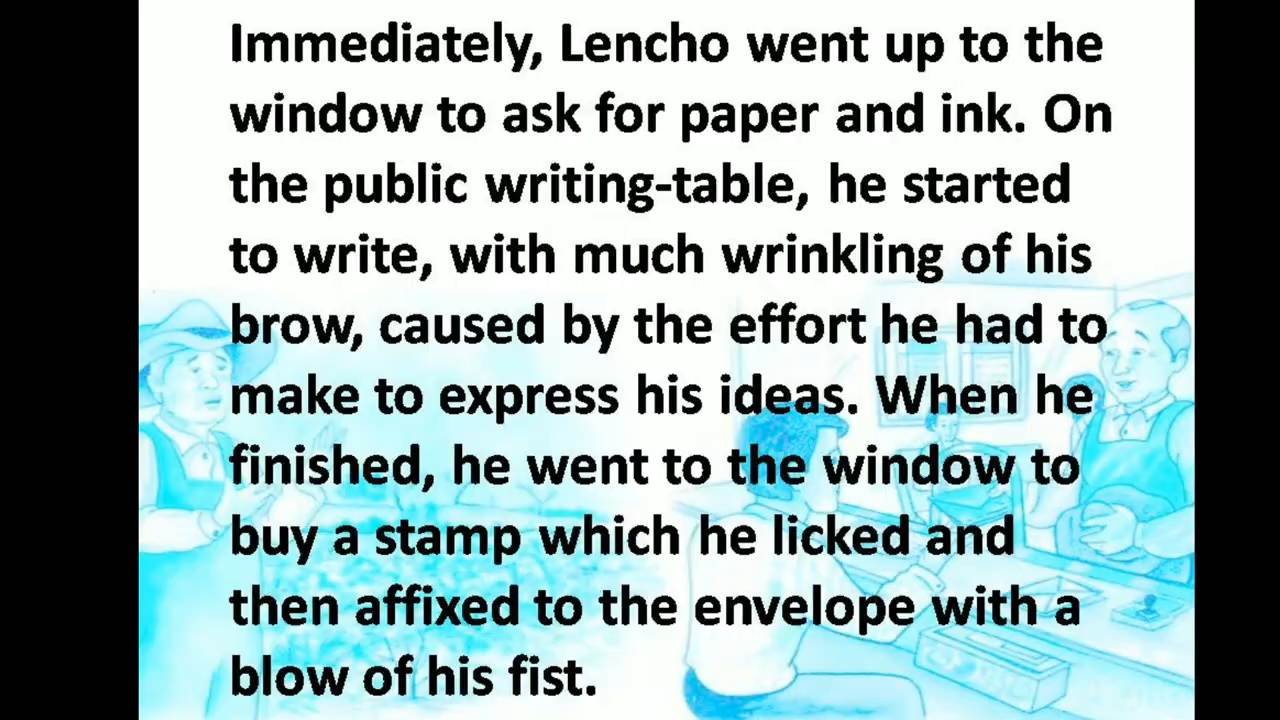 Immediately, Lencho went up to the
window to ask for paper and ink. On
the public writing-table, he started
to write, with much wrinkling of his
brow, caused by the effort he had to
make to express his ideas. When he
finished, he went to the window to
buy a stamp which he licked and
then affixed to the envelope with a
blow of his fist.